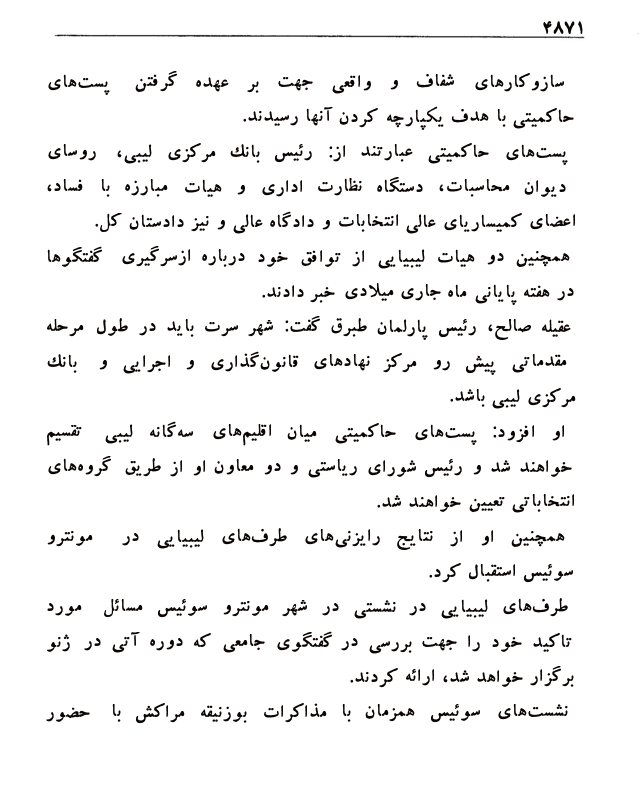 ۴۸۷۱
سازوکارهای شفاف و واقعی جهت بر عهده گرفتن پست‌های
حاکمیتی با هدف یکپارچه کردن آنها رسیدند.
پست‌های حاکمیتی عبارتند از: رئیس بانك مرکزی لیبی، روسای
دیوان محاسبات، دستگاه نظارت اداری و هیات مبارزه با فساد،
اعضای کمیساریای عالی انتخابات و دادگاه عالی و نیز دادستان کل.
همچنین دو هیات لیبیایی از توافق خود درباره ازسرگیری گفتگوها
در هفته پایانی ماه جاری میلادی خبر دادند.
عقیله صالح، رئیس پارلمان طبرق گفت: شهر سرت باید در طول مرحله
مقدماتی پیش رو مرکز نهادهای قانون‌گذاری و اجرایی و بانك
مرکزی لیبی باشد.
او افزود: پست‌های حاکمیتی میان اقلیم‌های سه‌گانه لیبی تقسیم
خواهند شد و رئیس شورای ریاستی و دو معاون او از طریق گروه‌های
انتخاباتی تعیین خواهند شد.
همچنین او از نتایج رایزنی‌های طرف‌های لیبیایی در مونترو
سوئیس استقبال کرد.
طرف‌های لیبیایی در نشستی در شهر مونترو سوئیس مسائل مورد
تاکید خود را جهت بررسی در گفتگوی جامعی که دوره آتی در ژنو
برگزار خواهد شد، ارائه کردند.
نشست‌های سوئیس همزمان با مذاکرات بوزنیقه مراکش با حضور